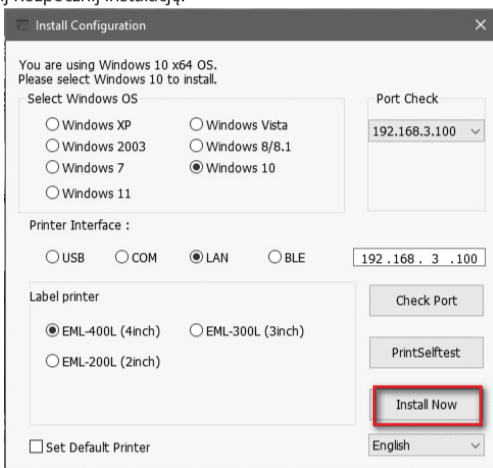 Install Configuration
You are using Windows 10 x64 OS.
Please select Windows 10 to install.
Select Windows OS
Port Check
Windows XP
Windows Vista
192.168.3.100
Windows 2003
Windows 8/8.1
Windows 7
Windows 10
Windows 11
Printer Interface :
USB
COM
LAN
BLE
192.168. 3 .100
Label printer
Check Port
EML-400L (4inch)
EML-300L (3inch)
EML-200L (2inch)
PrintSelftest
Install Now
Set Default Printer
English